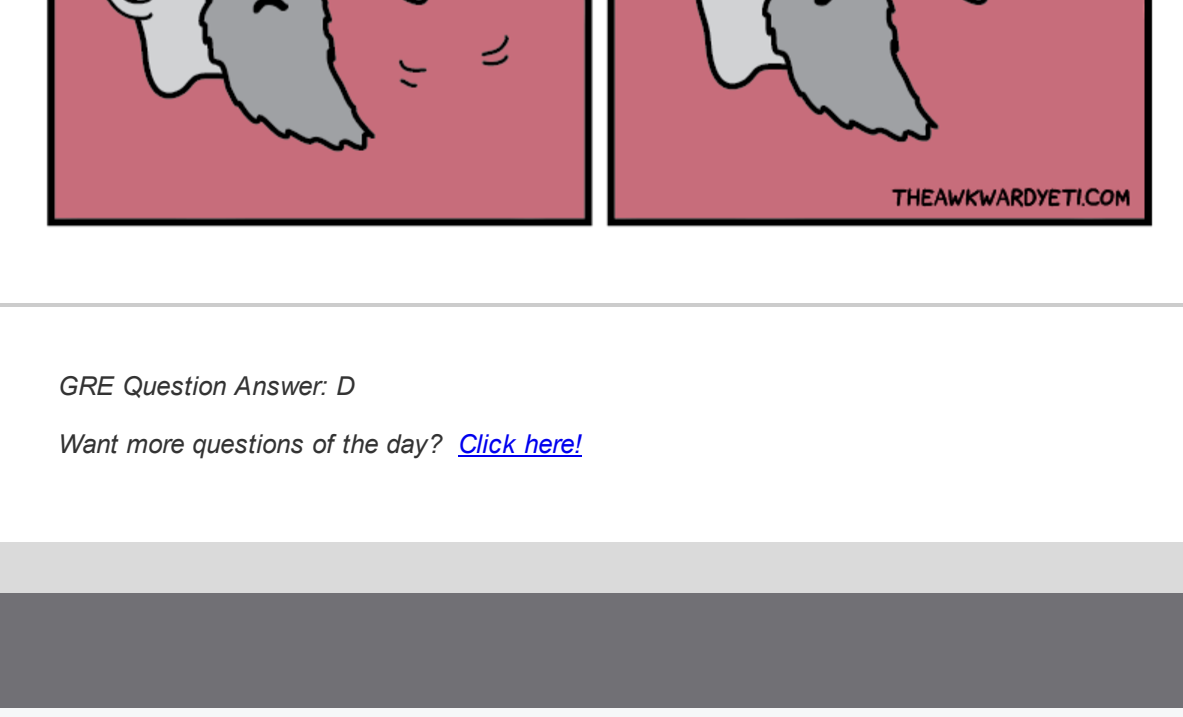 THEAWKWARDYETI.COM
GRE Question Answer: D
Want more questions of the day? Click here!